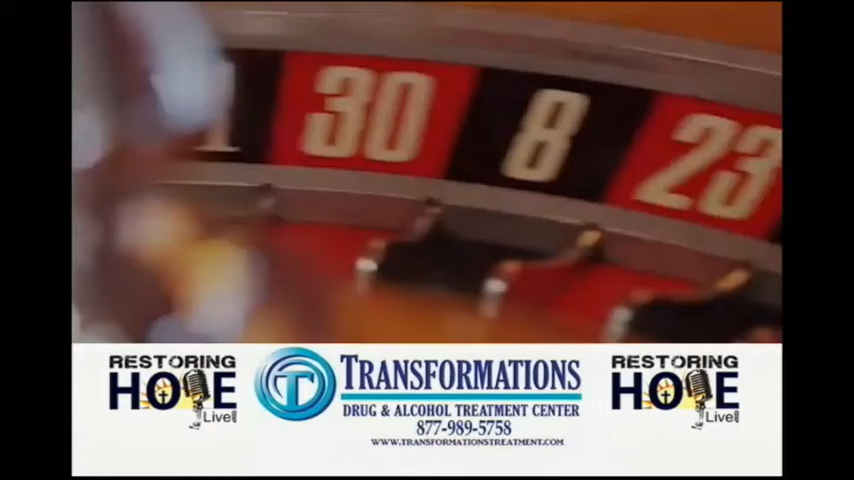 30 8 23
RESTORING
HOPE
Live!
TRANSFORMATIONS
DRUG & ALCOHOL TREATMENT CENTER
877-989-5758
WWW.TRANSFORMATIONSTREATMENT.COM
RESTORING
HOPE
Live!